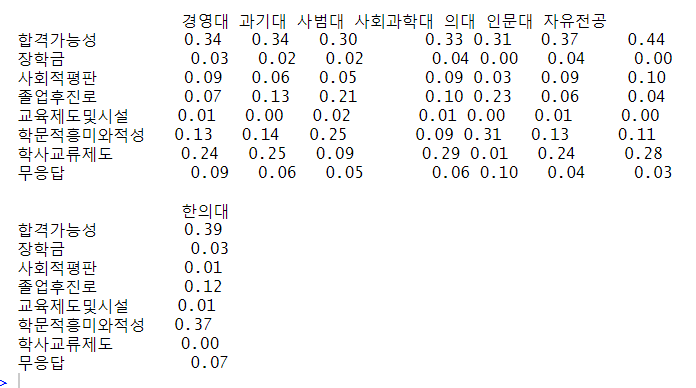 경영대 과기대 사범대 사회과학대 의대 인문대 자유전공
합격가능성 0.34 0.34 0.30 0.33 0.31 0.37 0.44
장학금 0.03 0.02 0.02 0.04 0.00 0.04 0.00
사회적평판 0.09 0.06 0.05 0.09 0.03 0.09 0.10
졸업후진로 0.07 0.13 0.21 0.10 0.23 0.06 0.04
교육제도및시설 0.01 0.00 0.02 0.01 0.00 0.01 0.00
학문적흥미와적성 0.13 0.14 0.25 0.09 0.31 0.13 0.11
학사교류제도 0.24 0.25 0.09 0.29 0.01 0.24 0.28
무응답 0.09 0.06 0.05 0.06 0.10 0.04 0.03
한의대
합격가능성 0.39
장학금 0.03
사회적평판 0.01
졸업후진로 0.12
교육제도및시설 0.01
학문적흥미와적성 0.37
학사교류제도 0.00
무응답 0.07
>